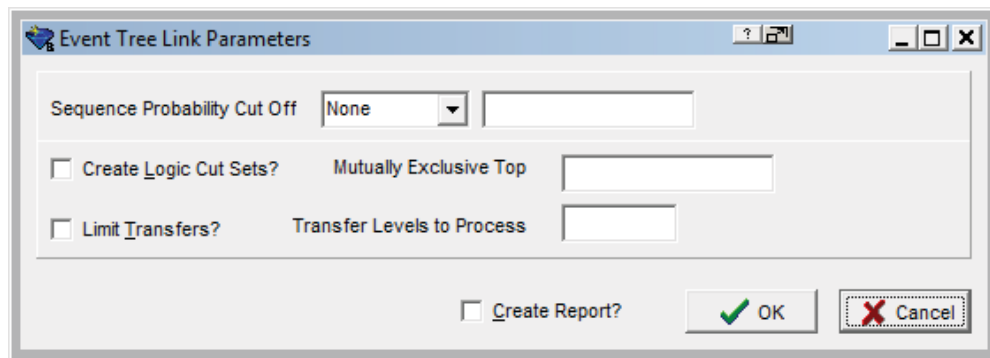 Event Tree Link Parameters ?
Sequence Probability Cut Off None
Create Logic Cut Sets? Mutually Exclusive Top
Limit Transfers? Transfer Levels to Process
Create Report? OK Cancel